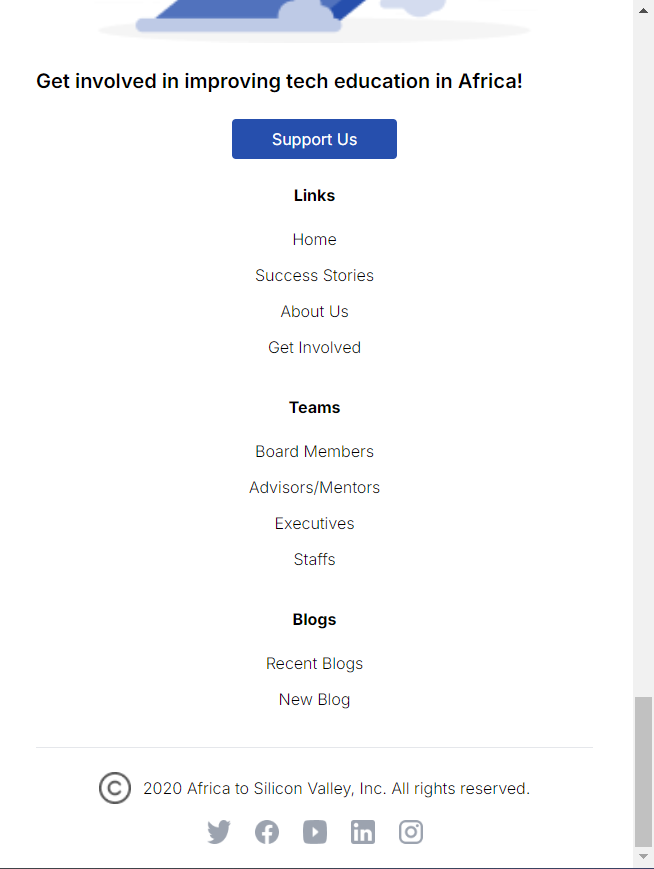 Get involved in improving tech education in Africa!
Support Us
Links
Home
Success Stories
About Us
Get Involved
Teams
Board Members
Advisors/Mentors
Executives
Staffs
Blogs
Recent Blogs
New Blog
© 2020 Africa to Silicon Valley, Inc. All rights reserved.